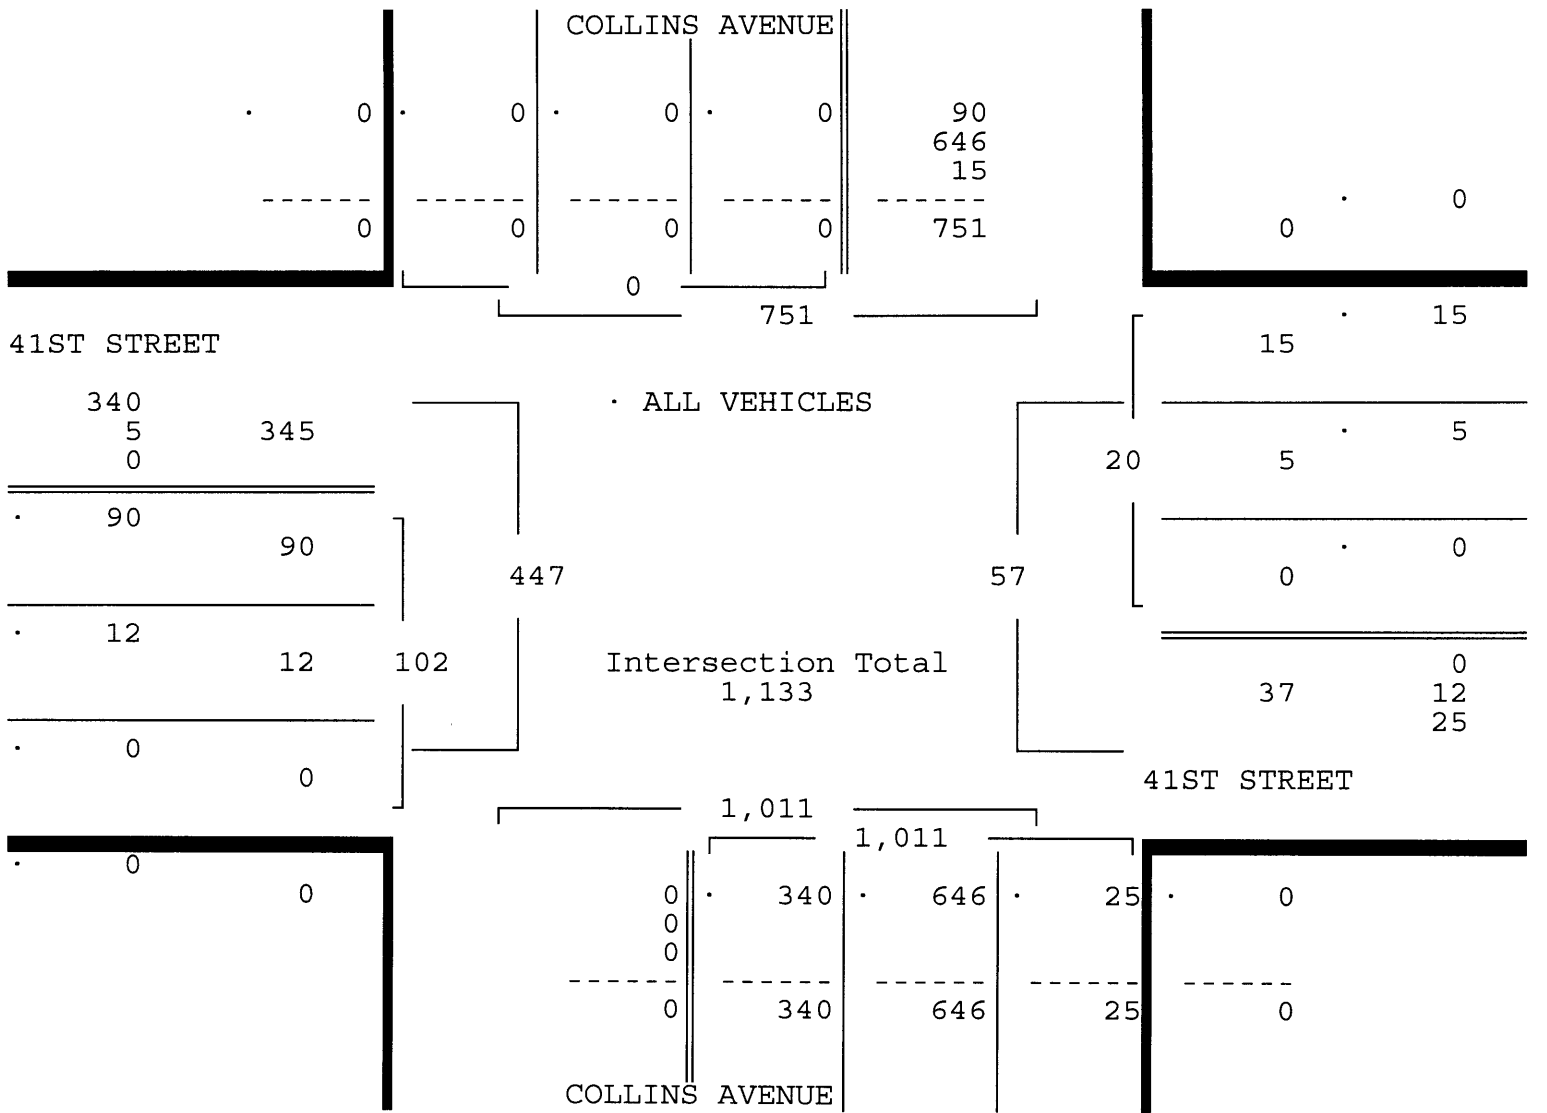 COLLINS AVENUE
· 0 · 0 · 0 · 0 90
646
15
· 0
------ ------ ------ ------ ------
0 0 0 0 751 0
0
751 · 15
41ST STREET 15
340 · ALL VEHICLES
5 345 · 5
0 20 5
· 90
90 · 0
447 57 0
· 12
12 102 Intersection Total 0
1,133 37 12
25
· 0
0 41ST STREET
1,011
1,011
· 0
0 0 · 340 · 646 · 25 · 0
0
0
------ ------ ------ ------ ------
0 340 646 25 0
COLLINS AVENUE